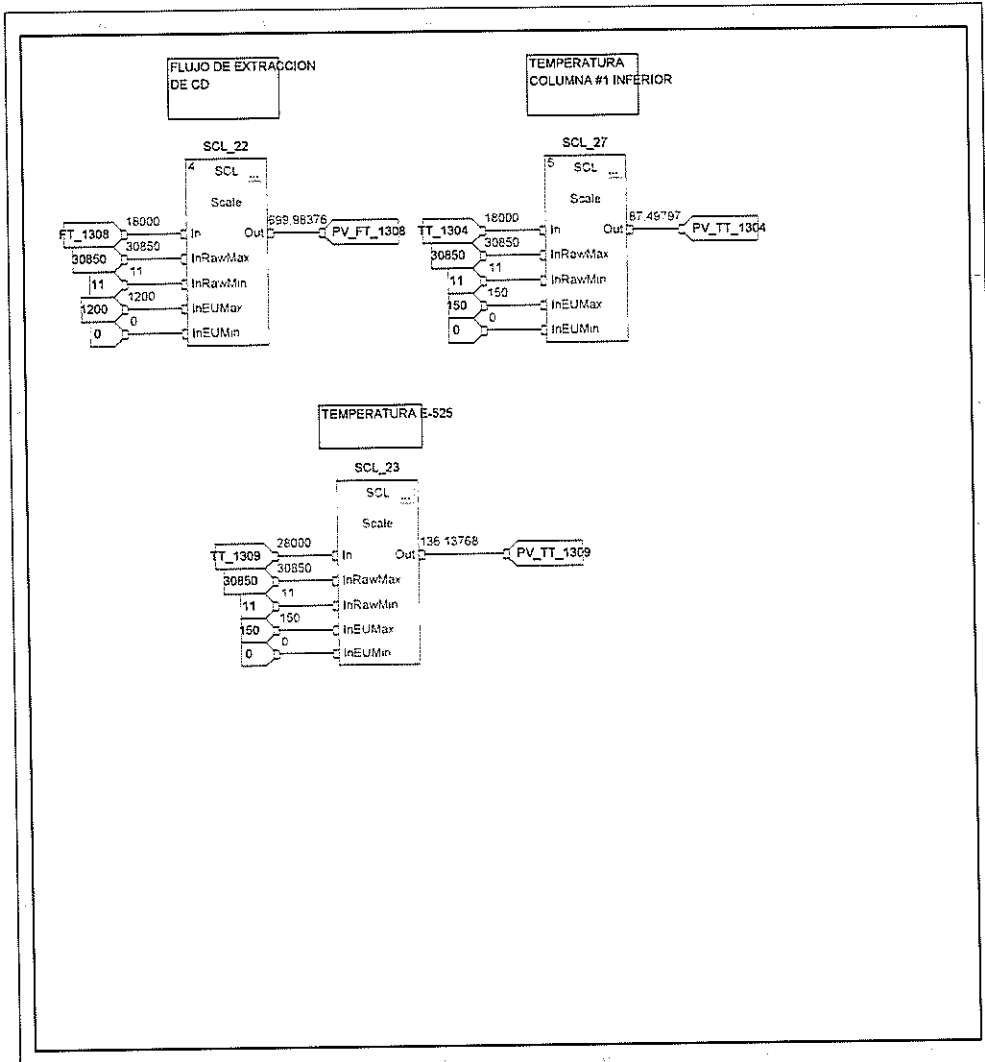 FLUJO DE EXTRACCION
DE CD
SCL_22
4
SCL ...
Scale
FT_1308
18000
In
Out
699.98376
PV_FT_1308
30850
30850
InRawMax
11
11
InRawMin
1200
1200
InEUMax
0
0
InEUMin
TEMPERATURA
COLUMNA #1 INFERIOR
SCL_27
5
SCL ...
Scale
TT_1304
18000
In
Out
87.49797
PV_TT_1304
30850
30850
InRawMax
11
11
InRawMin
150
150
InEUMax
0
0
InEUMin
TEMPERATURA E-525
SCL_23
SCL ...
Scale
TT_1309
28000
In
Out
136.13768
PV_TT_1309
30850
30850
InRawMax
11
11
InRawMin
150
150
InEUMax
0
0
InEUMin